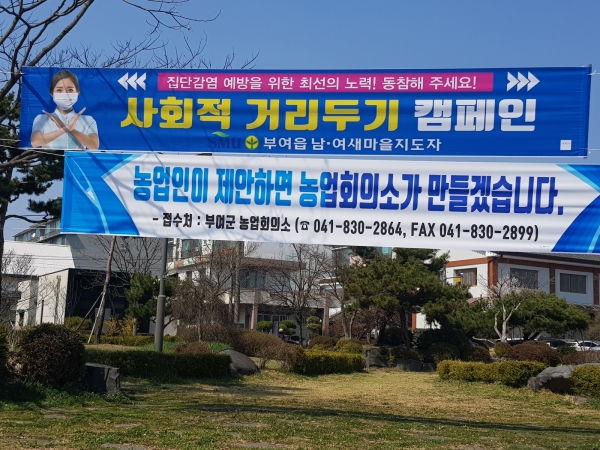 집단감염 예방을 위한 최선의 노력! 동참해 주세요!
사회적 거리두기 캠페인
SMU 부여읍 남·여새마을지도자
농업인이 제안하면 농업회의소가 만들겠습니다.
- 접수처 : 부여군 농업회의소 (☎ 041-830-2864, FAX 041-830-2899)